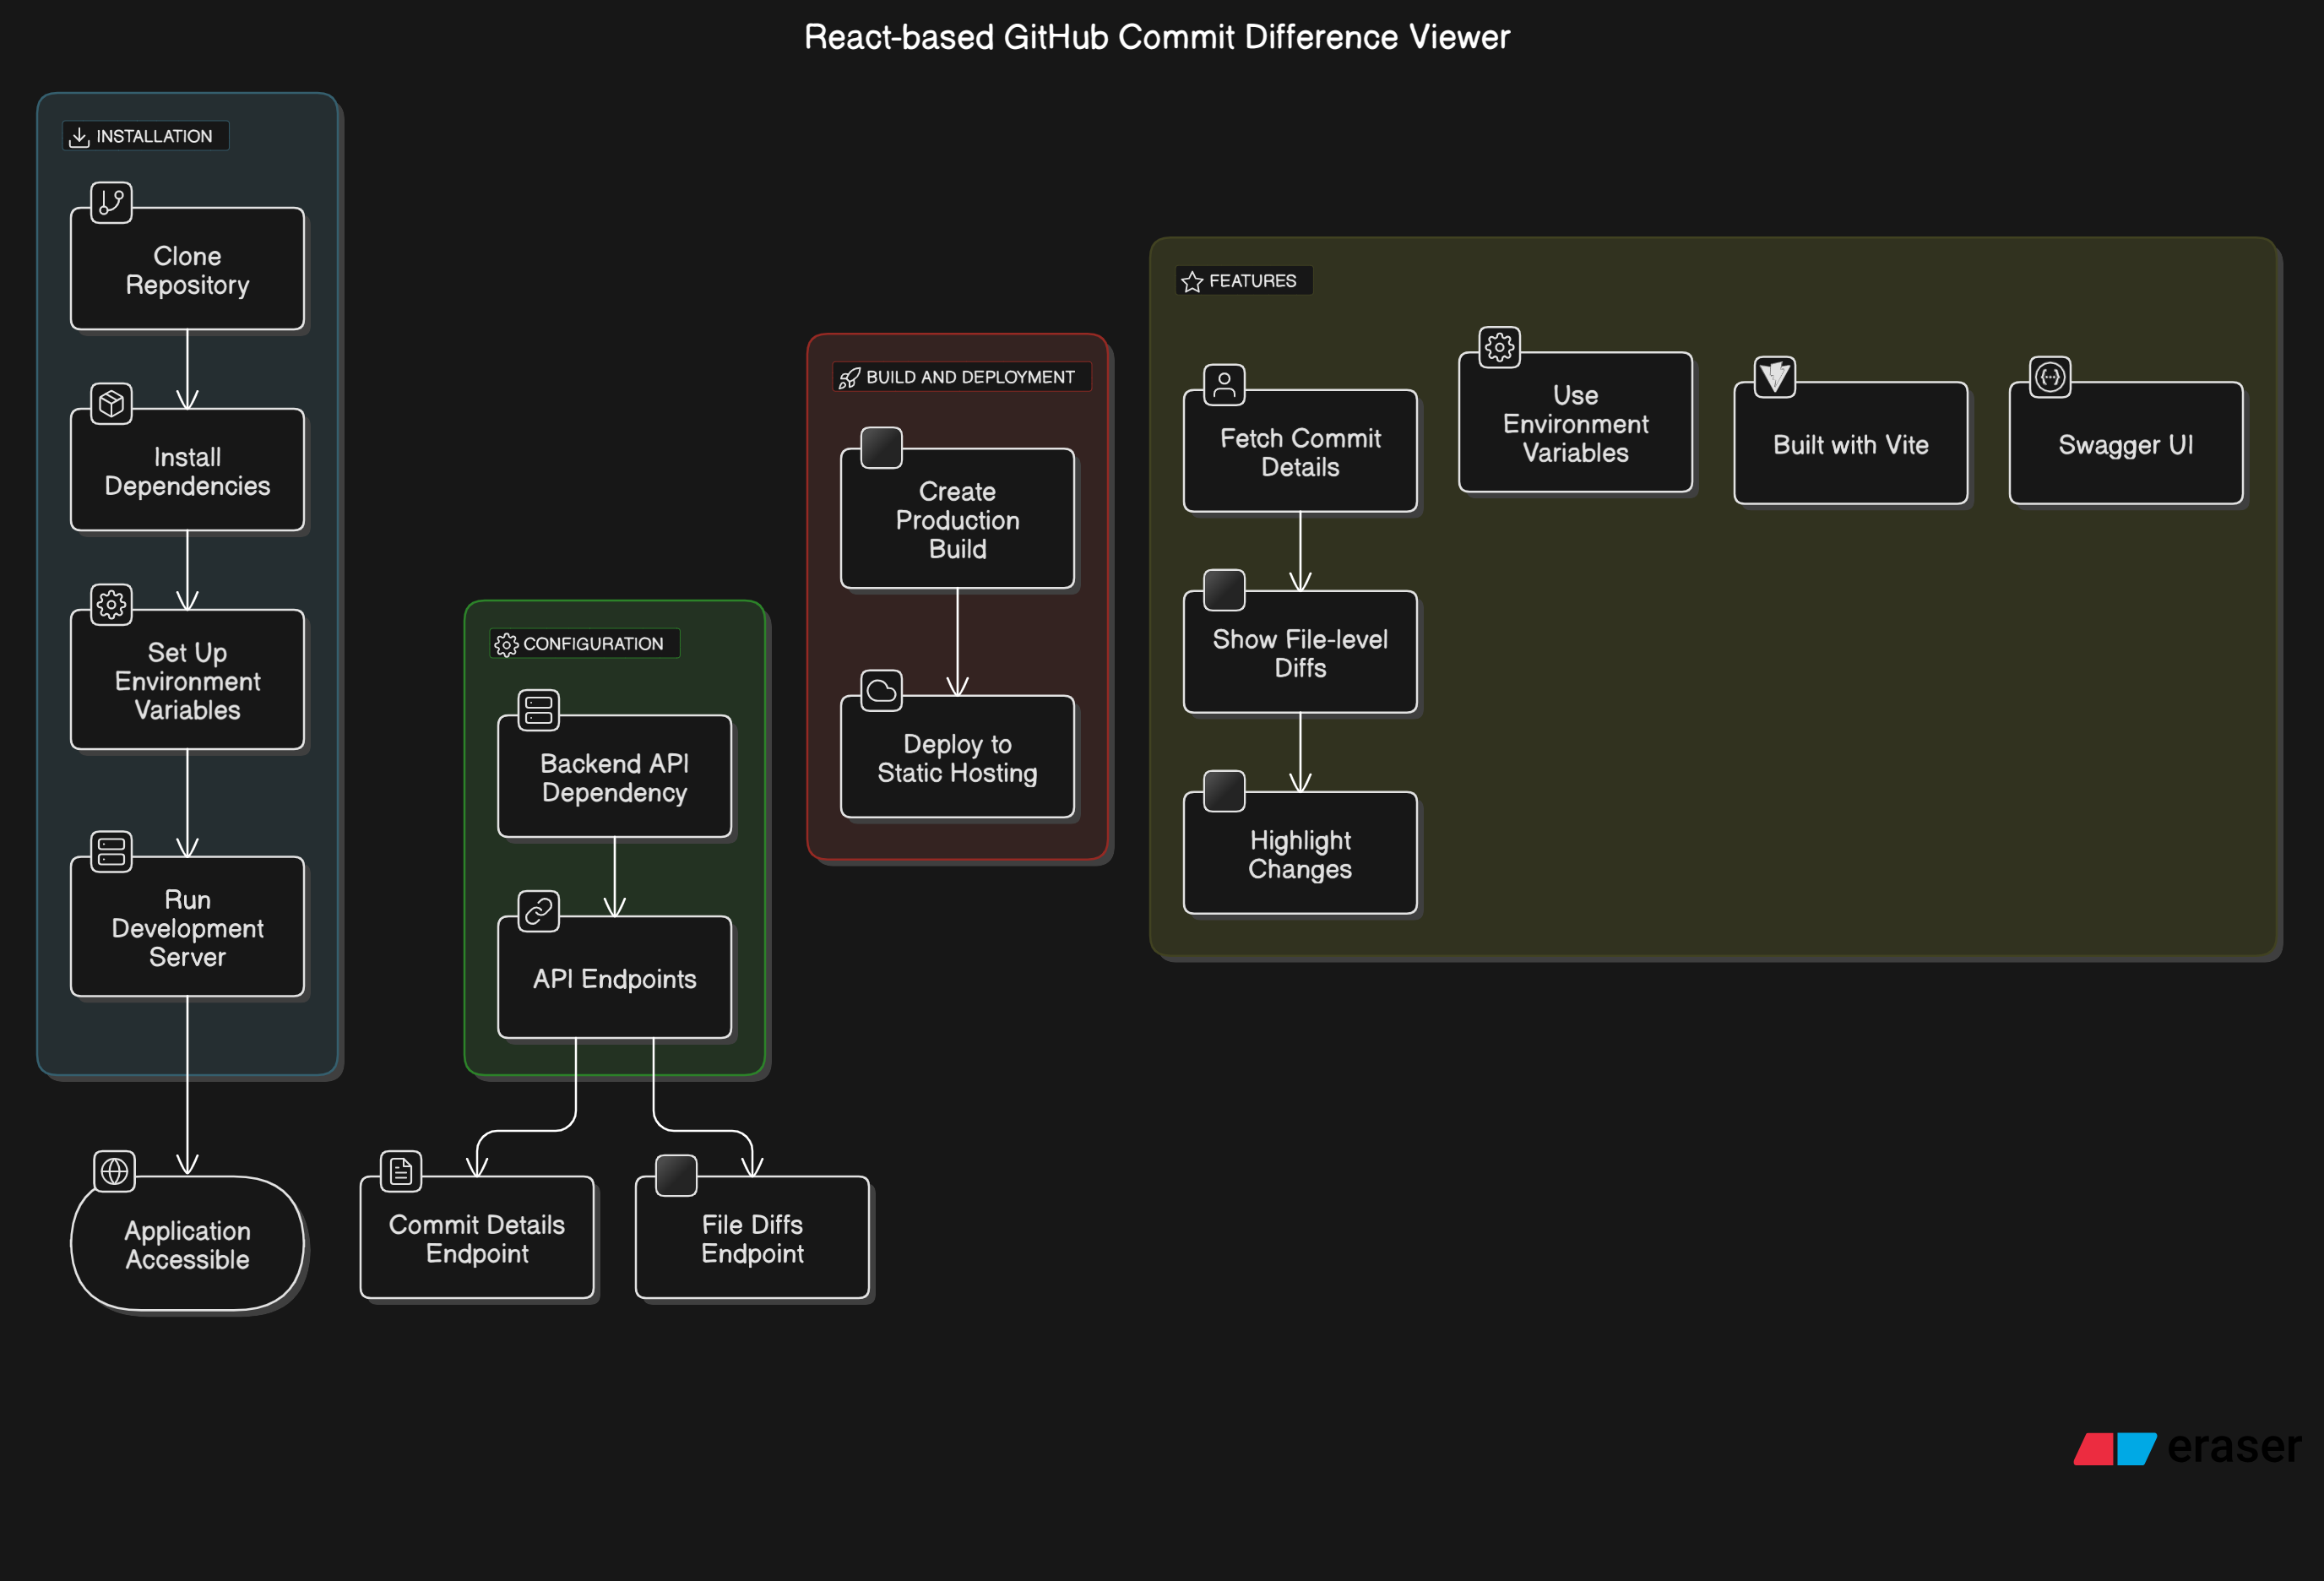 React-based GitHub Commit Difference Viewer
INSTALLATION
Clone
Repository
Install
Dependencies
Set Up
Environment
Variables
Run
Development
Server
Application
Accessible
CONFIGURATION
Backend API
Dependency
API Endpoints
Commit Details
Endpoint
File Diffs
Endpoint
BUILD AND DEPLOYMENT
Create
Production
Build
Deploy to
Static Hosting
FEATURES
Fetch Commit
Details
Show File-level
Diffs
Highlight
Changes
Use
Environment
Variables
Built with Vite
Swagger UI
eraser